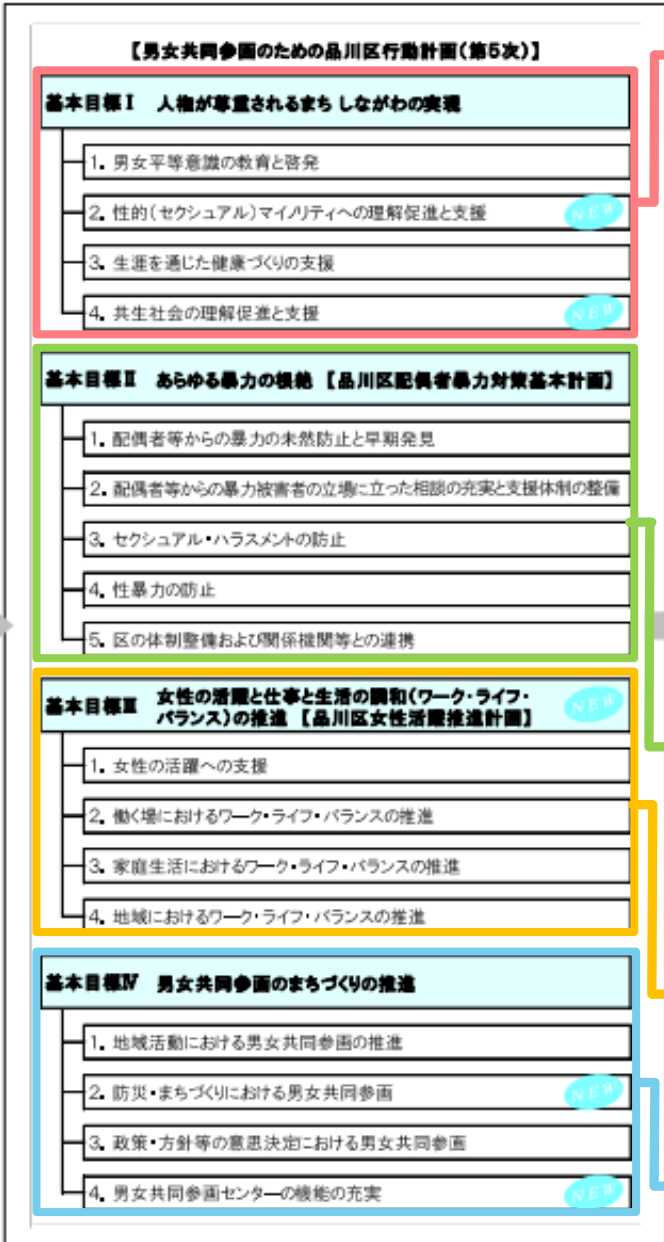 【男女共同参画のための品川区行動計画(第5次)】
基本目標Ⅰ 人権が尊重されるまち しながわの実現
1. 男女平等意識の教育と啓発
2. 性的(セクシュアル)マイノリティへの理解促進と支援 NEW
3. 生涯を通じた健康づくりの支援
4. 共生社会の理解促進と支援 NEW
基本目標Ⅱ あらゆる暴力の根絶 【品川区配偶者暴力対策基本計画】
1. 配偶者等からの暴力の未然防止と早期発見
2. 配偶者等からの暴力被害者の立場に立った相談の充実と支援体制の整備
3. セクシュアル・ハラスメントの防止
4. 性暴力の防止
5. 区の体制整備および関係機関等との連携
基本目標Ⅲ 女性の活躍と仕事と生活の調和(ワーク・ライフ・
バランス)の推進 【品川区女性活躍推進計画】 NEW
1. 女性の活躍への支援
2. 働く場におけるワーク・ライフ・バランスの推進
3. 家庭生活におけるワーク・ライフ・バランスの推進
4. 地域におけるワーク・ライフ・バランスの推進
基本目標Ⅳ 男女共同参画のまちづくりの推進
1. 地域活動における男女共同参画の推進
2. 防災・まちづくりにおける男女共同参画 NEW
3. 政策・方針等の意思決定における男女共同参画
4. 男女共同参画センターの機能の充実 NEW